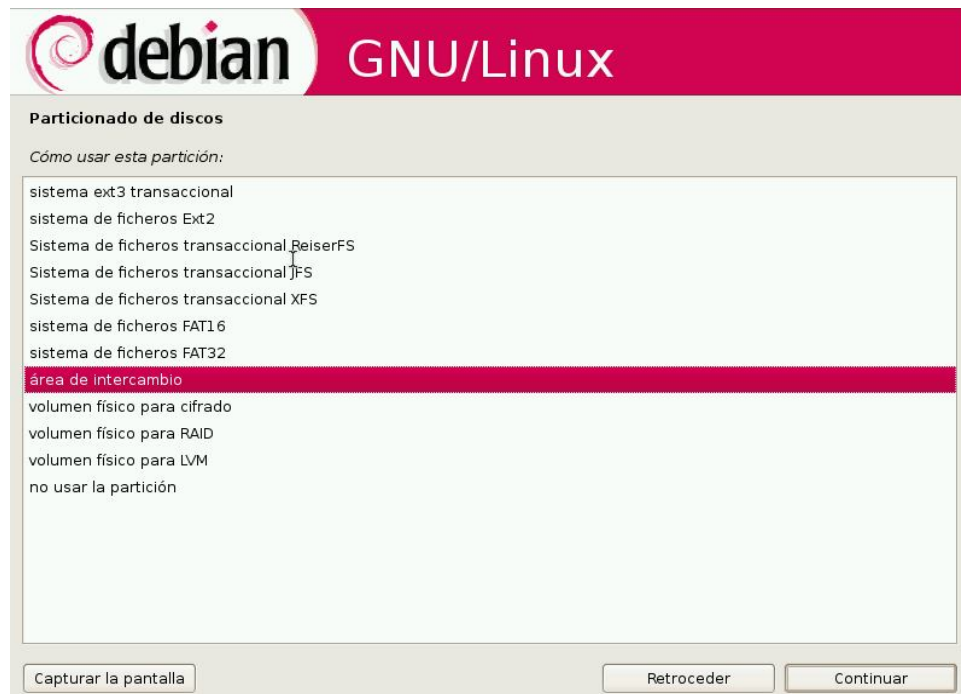 debian GNU/Linux
Particionado de discos
Cómo usar esta partición:
sistema ext3 transaccional
sistema de ficheros Ext2
Sistema de ficheros transaccional ReiserFS
Sistema de ficheros transaccional JFS
Sistema de ficheros transaccional XFS
sistema de ficheros FAT16
sistema de ficheros FAT32
área de intercambio
volumen físico para cifrado
volumen físico para RAID
volumen físico para LVM
no usar la partición
Capturar la pantalla Retroceder Continuar